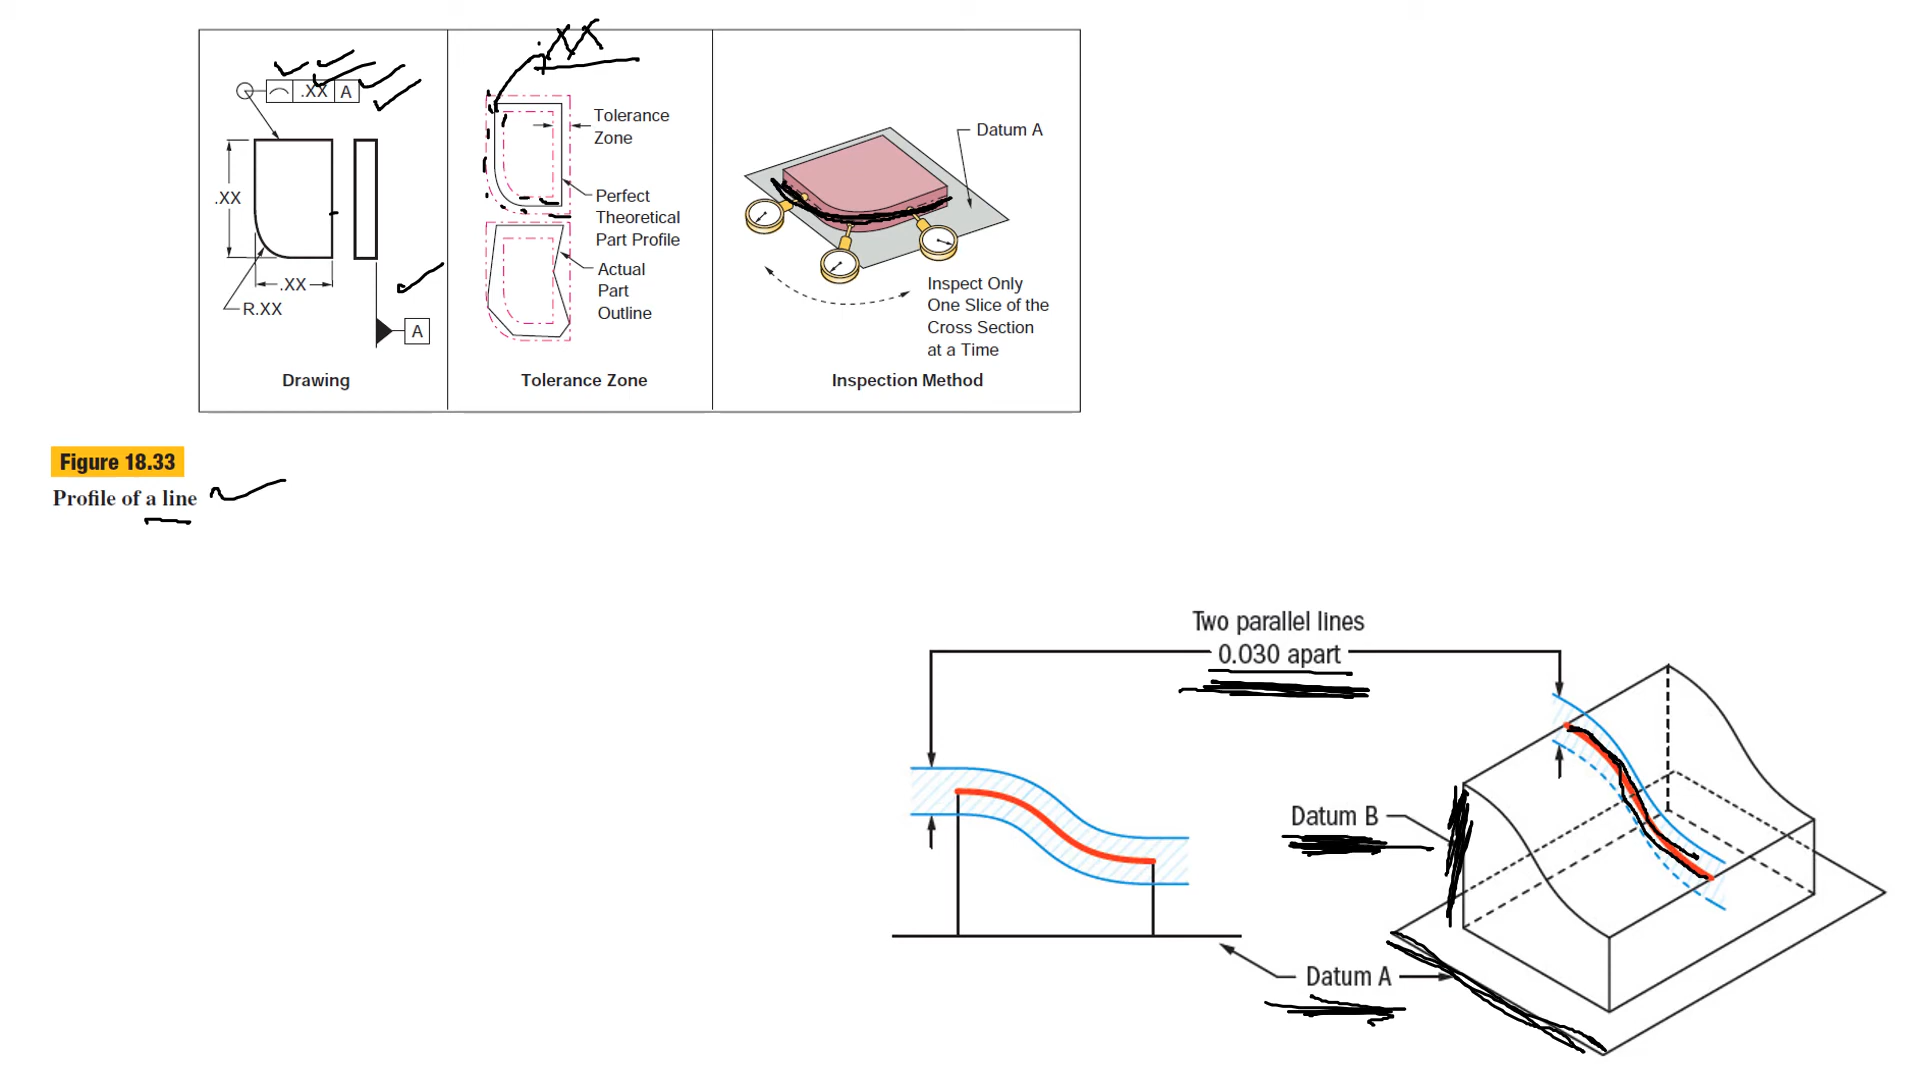 .XX
.XX A
.XX
.XX
R.XX
A
Drawing
Tolerance
Zone
Perfect
Theoretical
Part Profile
Actual
Part
Outline
Tolerance Zone
Datum A
Inspect Only
One Slice of the
Cross Section
at a Time
Inspection Method
Figure 18.33
Profile of a line
Two parallel lines
0.030 apart
Datum B
Datum A